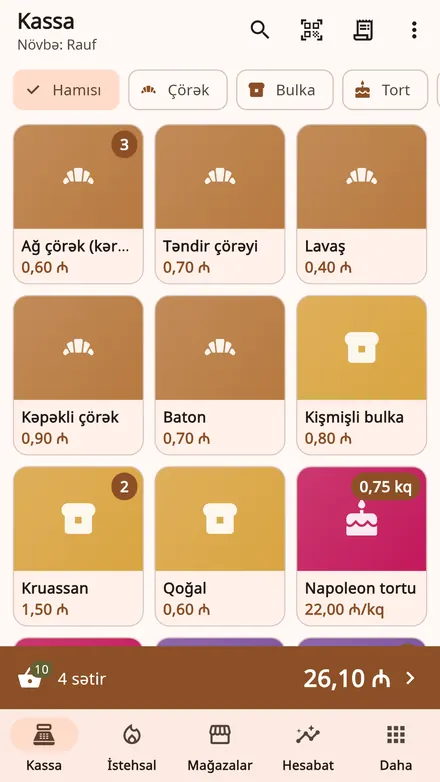 Kassa
Növbə: Rauf
Hamısı
Çörək
Bulka
Tort
3
Ağ çörək (kər...
0,60 ₼
Təndir çörəyi
0,70 ₼
Lavaş
0,40 ₼
Kəpəkli çörək
0,90 ₼
Baton
0,70 ₼
Kişmişli bulka
0,80 ₼
2
Kruassan
1,50 ₼
Qoğal
0,60 ₼
0,75 kq
Napoleon tortu
22,00 ₼/kq
10
4 sətir
26,10 ₼
Kassa
İstehsal
Mağazalar
Hesabat
Daha